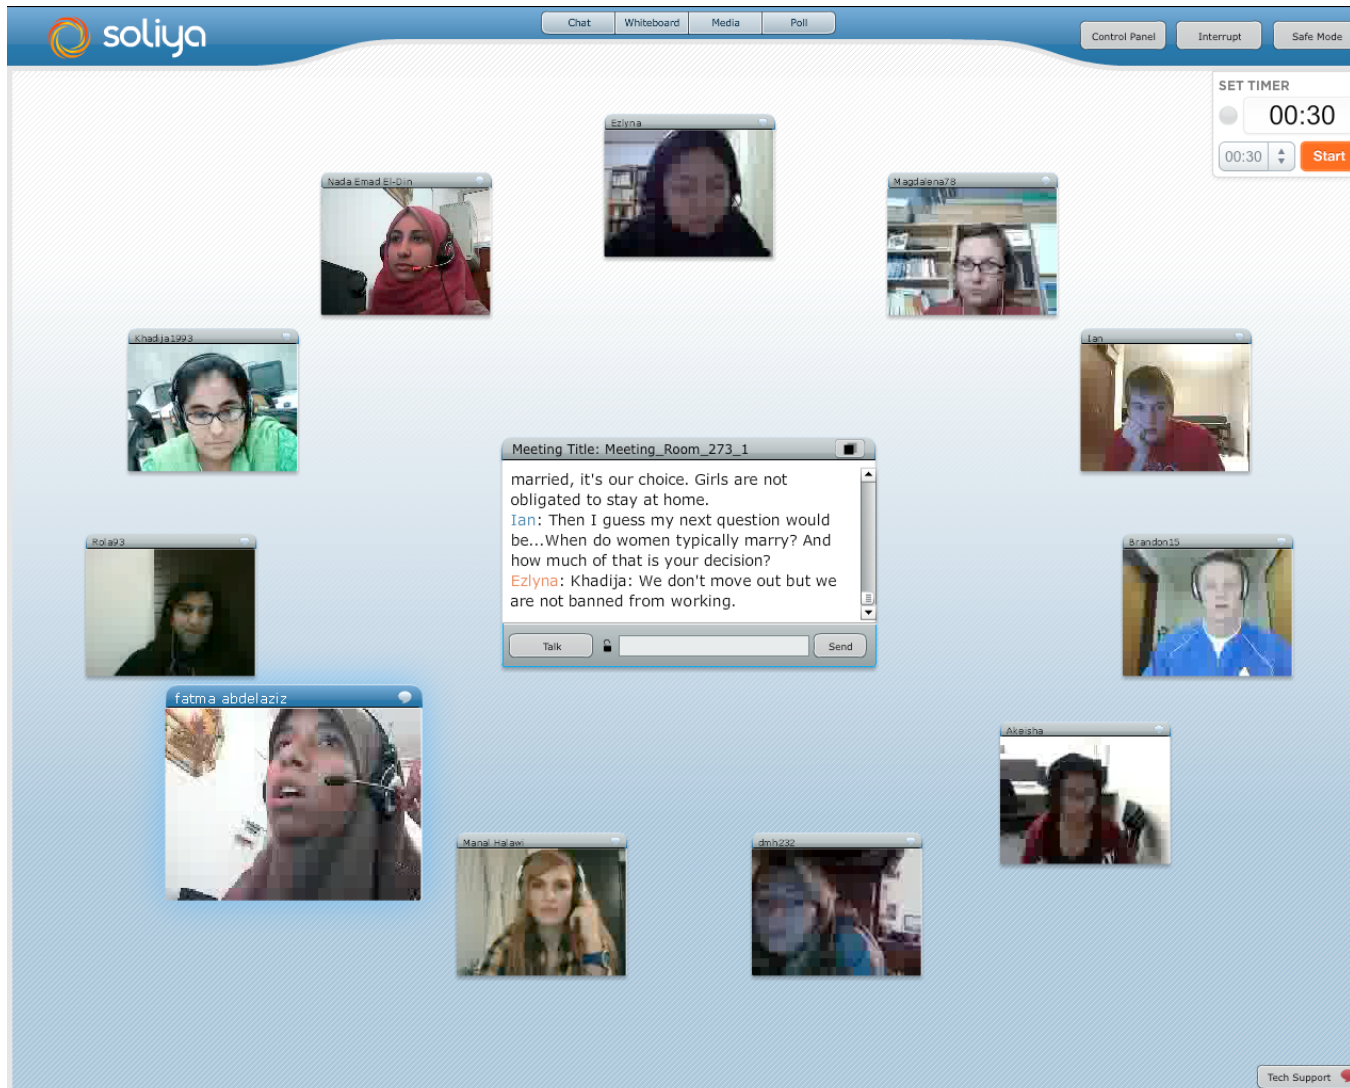 soliya
Chat Whiteboard Media Poll
Control Panel Interrupt Safe Mode
SET TIMER
00:30
00:30 Start
Ezlyna
Nada Emad El-Din
Magdalena78
Khadija1993
Ian
Meeting Title: Meeting_Room_273_1
married, it's our choice. Girls are not
obligated to stay at home.
Ian: Then I guess my next question would
be...When do women typically marry? And
how much of that is your decision?
Ezlyna: Khadija: We don't move out but we
are not banned from working.
Talk Send
Rola93
Brandon15
fatma abdelaziz
Akeisha
Manal Halawi
dmh232
Tech Support